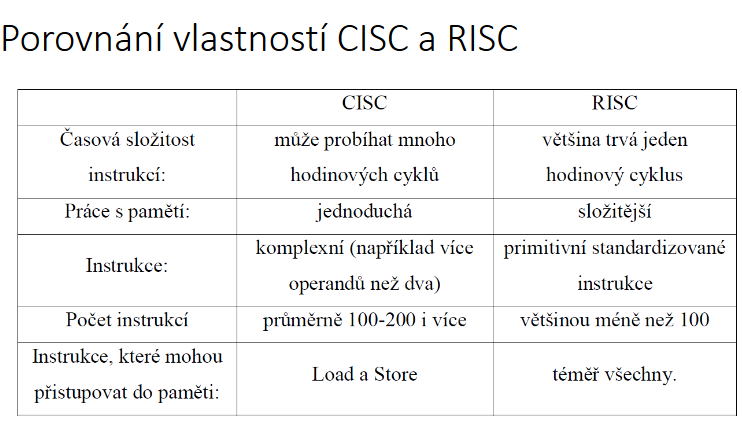 Porovnání vlastností CISC a RISC
CISC RISC
Časová složitost může probíhat mnoho většina trvá jeden
instrukcí: hodinových cyklů hodinový cyklus
Práce s pamětí: jednoduchá složitější
Instrukce: komplexní (například více primitivní standardizované
operandů než dva) instrukce
Počet instrukcí průměrně 100-200 i více většinou méně než 100
Instrukce, které mohou Load a Store téměř všechny.
přistupovat do paměti: